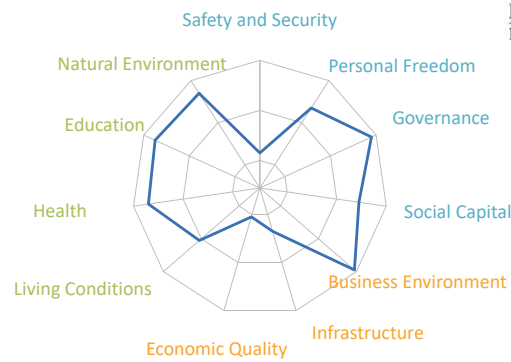 Safety and Security
Natural Environment
Personal Freedom
Education
Governance
Health
Social Capital
Living Conditions
Business Environment
Economic Quality
Infrastructure